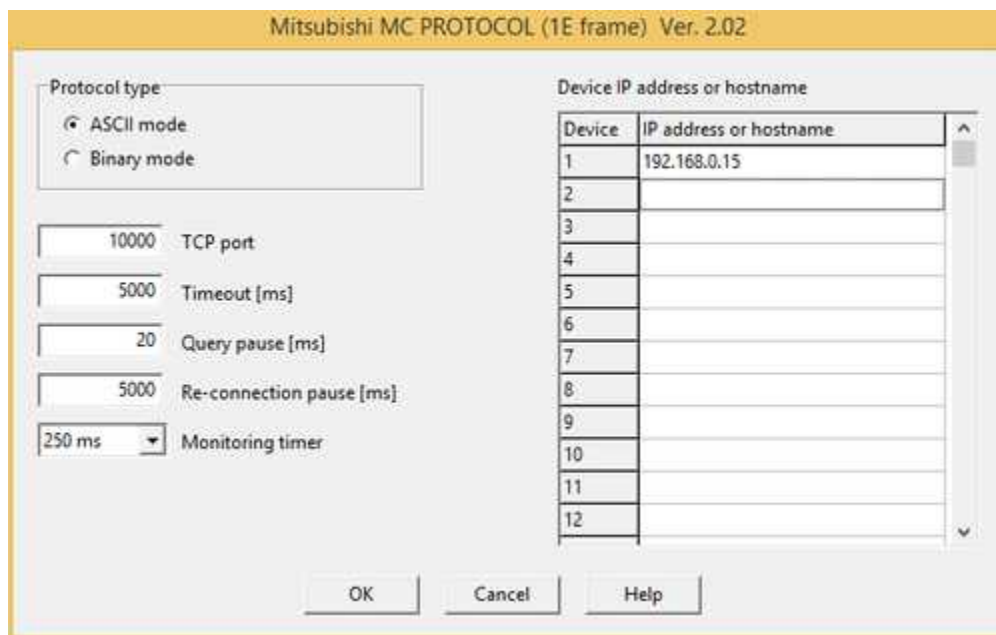 Mitsubishi MC PROTOCOL (1E frame) Ver. 2.02
Protocol type
ASCII mode
Binary mode
10000 TCP port
5000 Timeout [ms]
20 Query pause [ms]
5000 Re-connection pause [ms]
250 ms Monitoring timer
Device IP address or hostname
Device IP address or hostname
1 192.168.0.15
2
3
4
5
6
7
8
9
10
11
12
OK Cancel Help